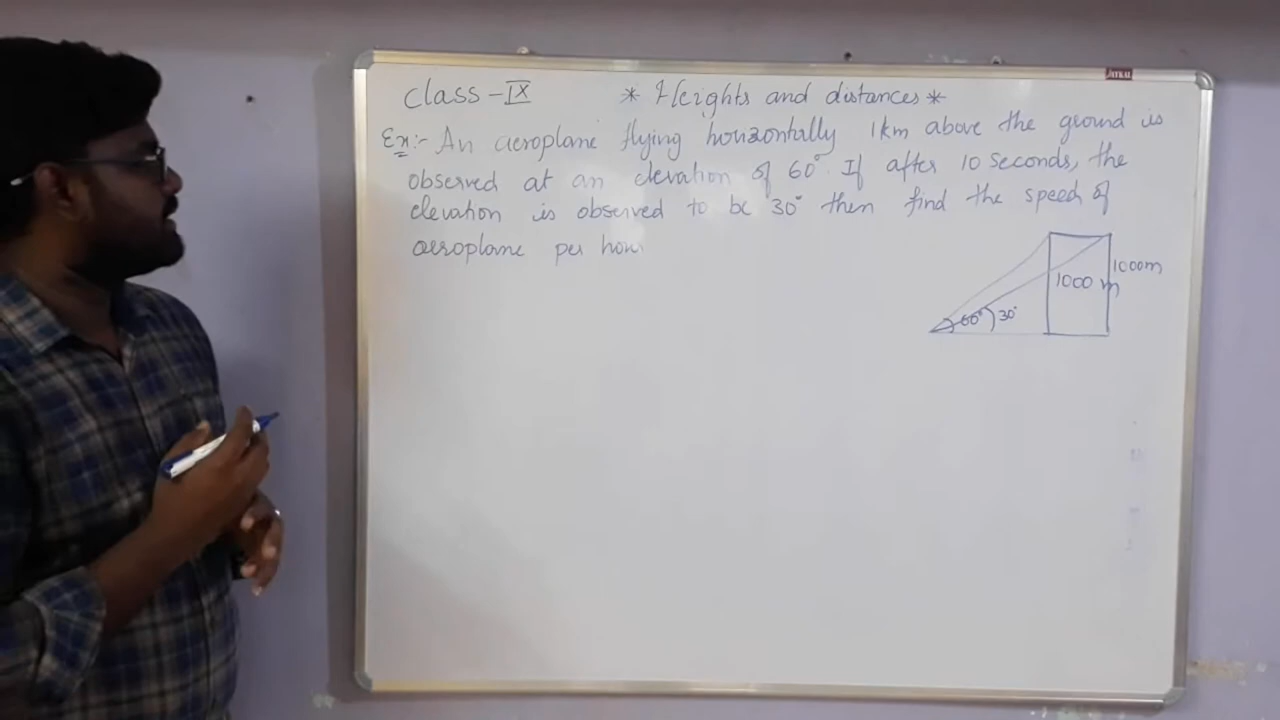 JAYRAJ
Class-IX * Heights and distances *
Ex:- An aeroplane flying horizontally 1km above the ground is
observed at an elevation of 60°. If after 10 seconds, the
elevation is observed to be 30° then find the speed of
aeroplane per hour
1000m
1000 m
60° 30°